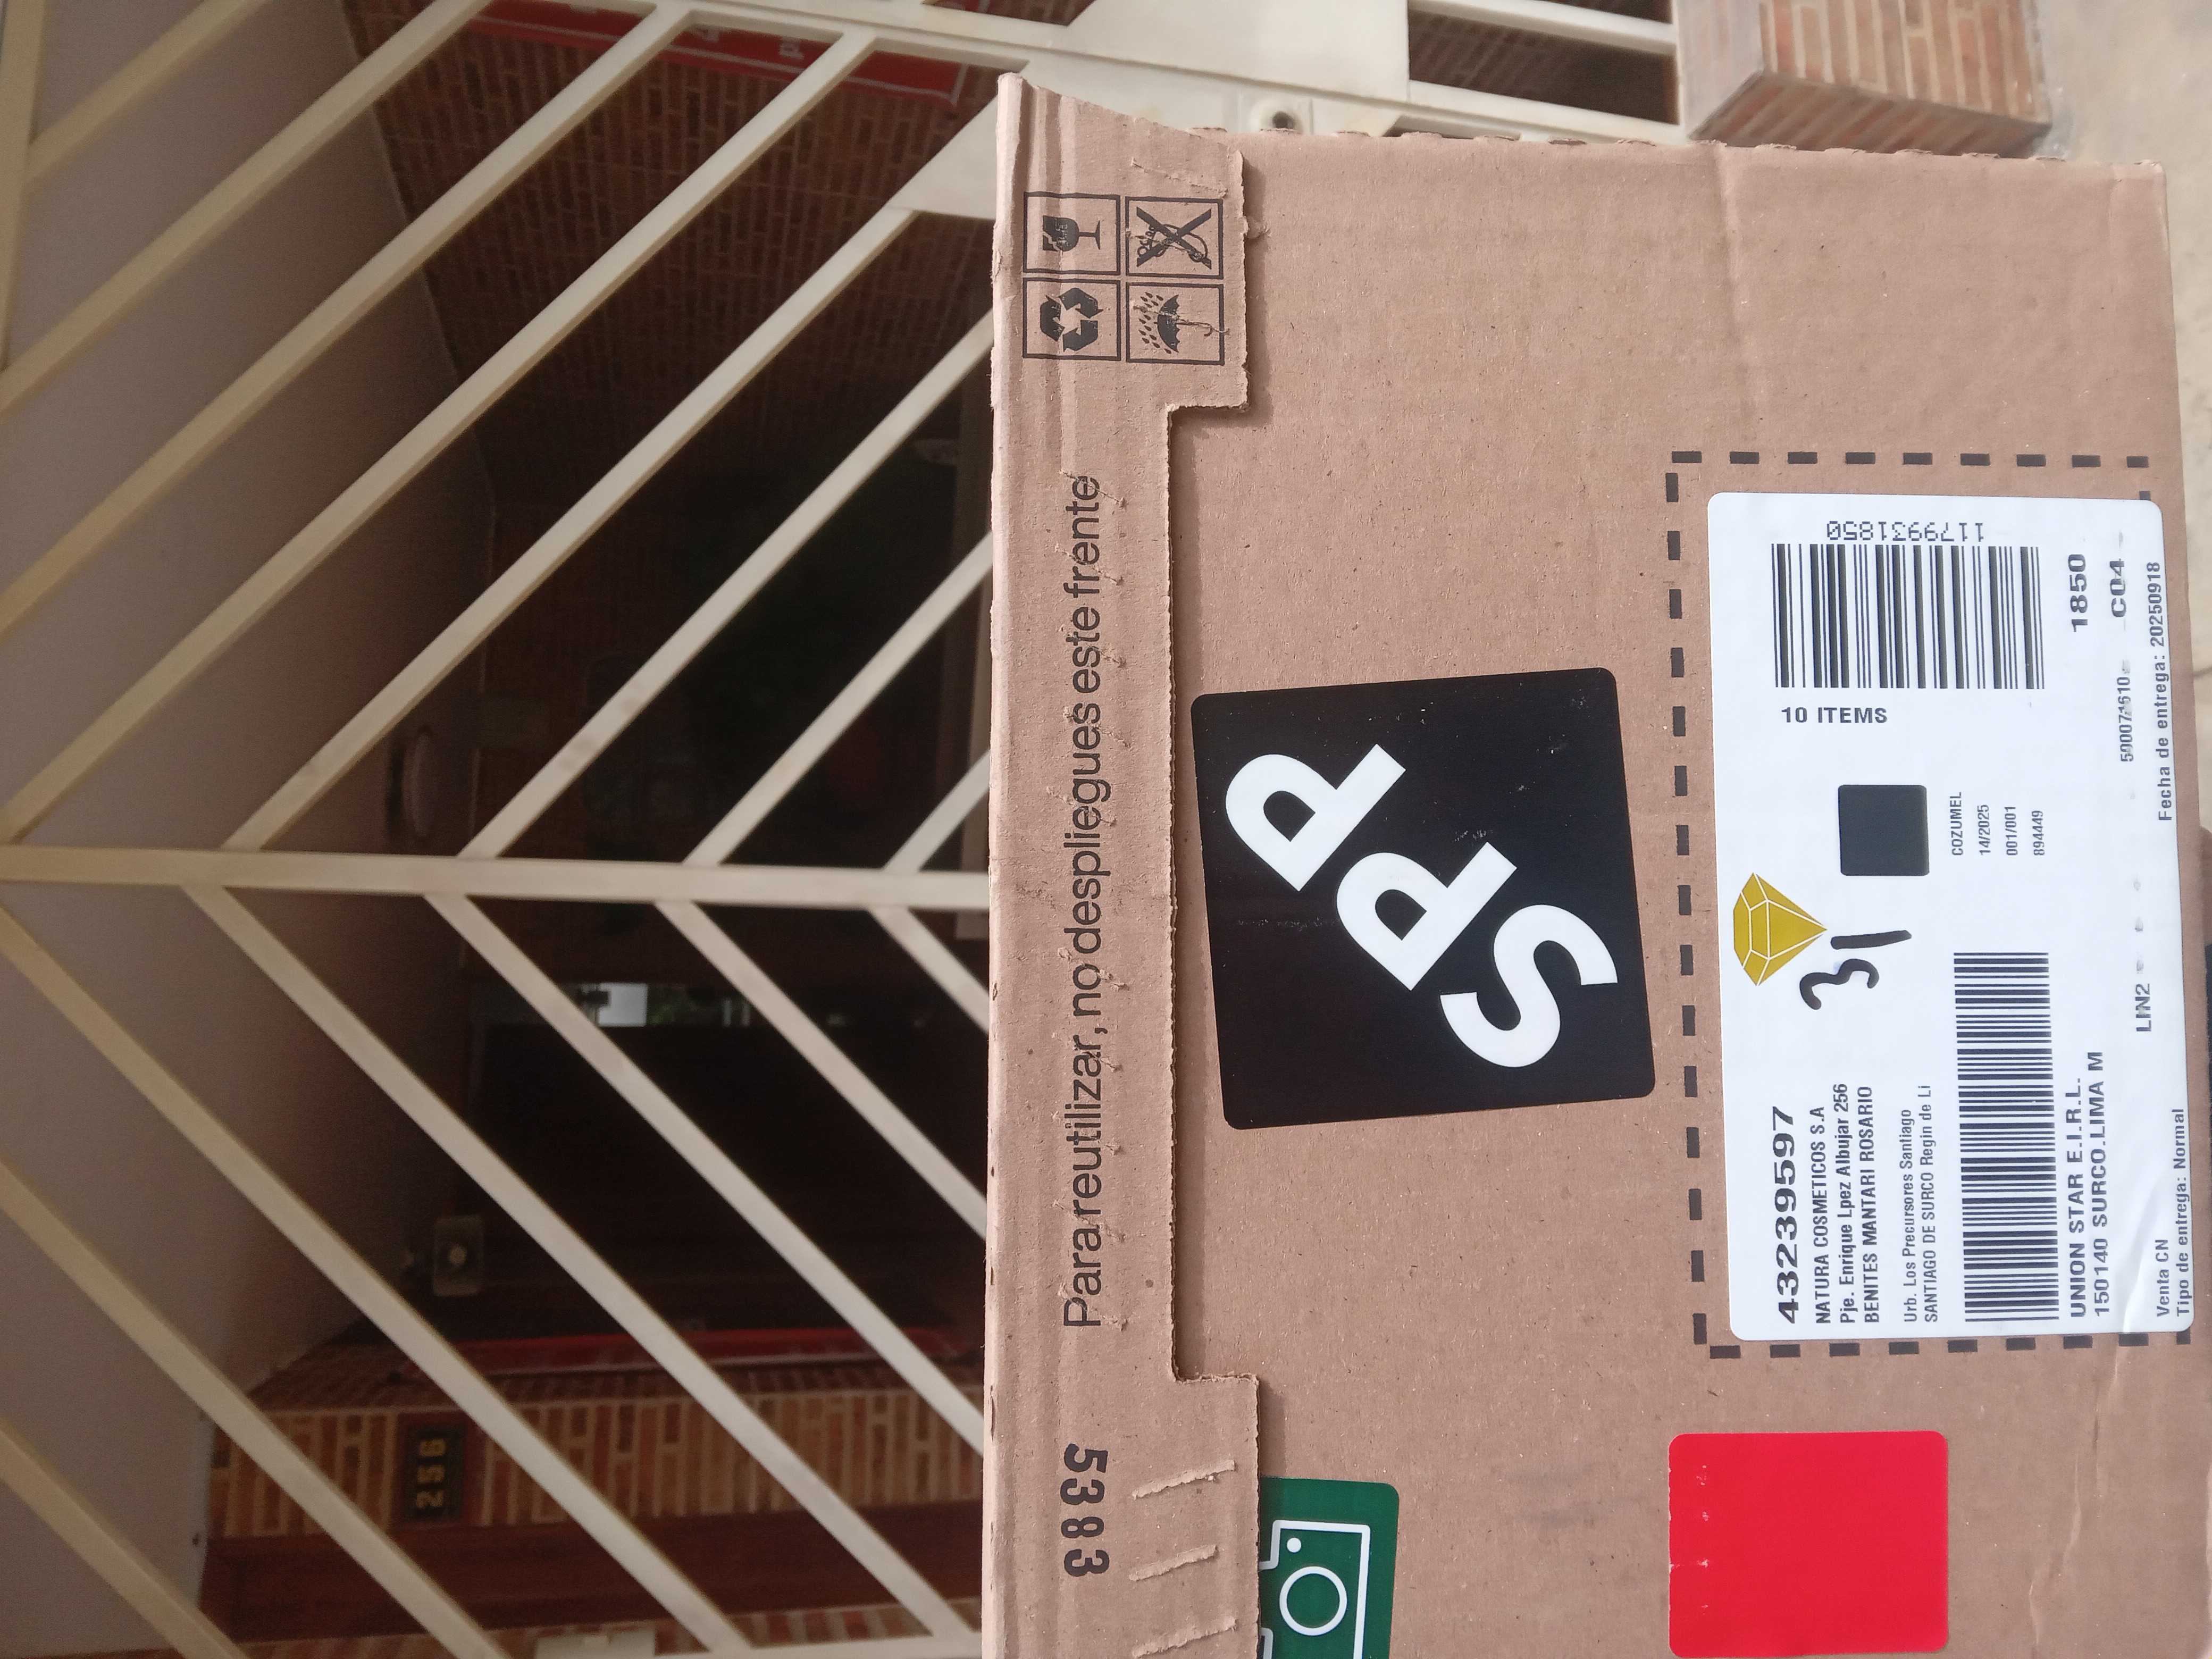 256
5383
Para reutilizar, no despliegues este frente
SPP
43239597
NATURA COSMETICOS S.A
Pje. Enrique Lpez Albujar 256
BENITES MANTARI ROSARIO
Urb. Los Precursores Santiago
SANTIAGO DE SURCO Regin de Li
31
10 ITEMS
1179931850
COZUMEL
14/2025
001/001
894449
UNION STAR E.I.R.L.
1850
150140 SURCO.LIMA M
LIN2
50007610
C04
Venta CN
Tipo de entrega: Normal
Fecha de entrega: 20250918